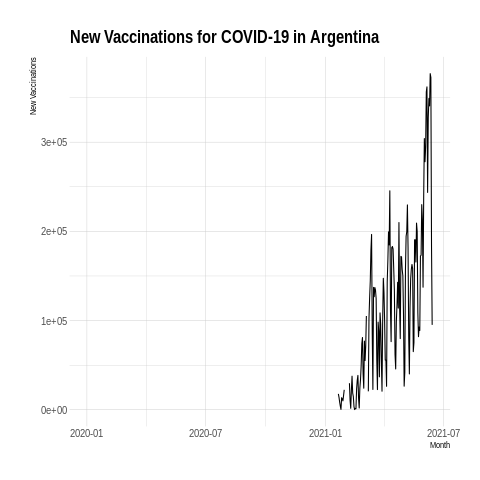 New Vaccinations for COVID-19 in Argentina
New Vaccinations
3e+05
2e+05
1e+05
0e+00
2020-01 2020-07 2021-01 2021-07
Month